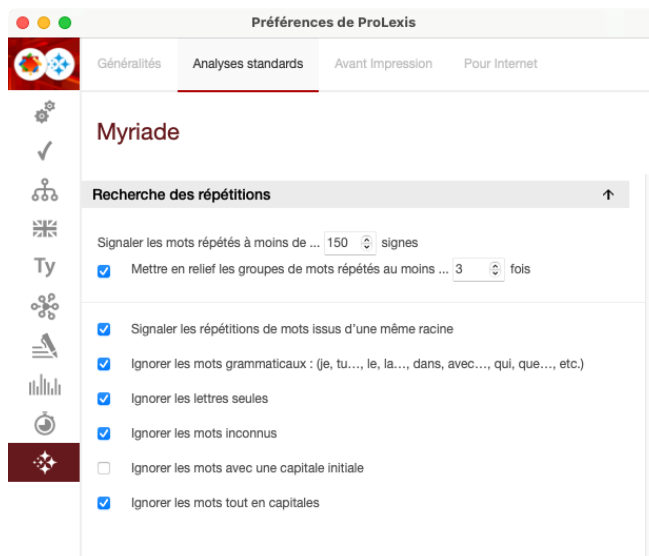 Préférences de ProLexis
Généralités Analyses standards Avant Impression Pour Internet
Myriade
Recherche des répétitions
Signaler les mots répétés à moins de ... 150 signes
Mettre en relief les groupes de mots répétés au moins ... 3 fois
Signaler les répétitions de mots issus d’une même racine
Ignorer les mots grammaticaux : (je, tu…, le, la…, dans, avec…, qui, que…, etc.)
Ignorer les lettres seules
Ty
Ignorer les mots inconnus
Ignorer les mots avec une capitale initiale
Ignorer les mots tout en capitales